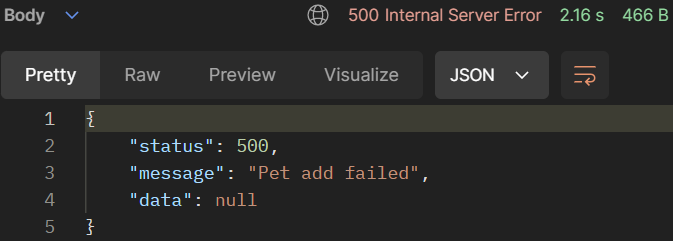 Body 500 Internal Server Error 2.16 s 466 B
Pretty Raw Preview Visualize JSON
1 {
2 "status": 500,
3 "message": "Pet add failed",
4 "data": null
5 }